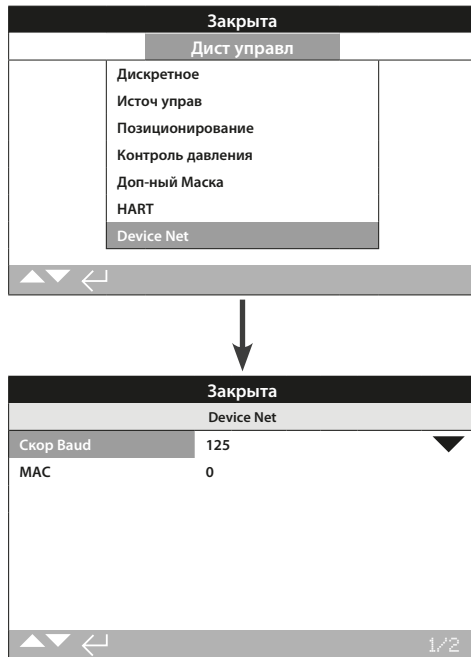 Закрыта
Дист управл
Дискретное
Источ управ
Позиционирование
Контроль давления
Доп-ный Маска
HART
Device Net
Закрыта
Device Net
Скор Baud 125
MAC 0
1/2